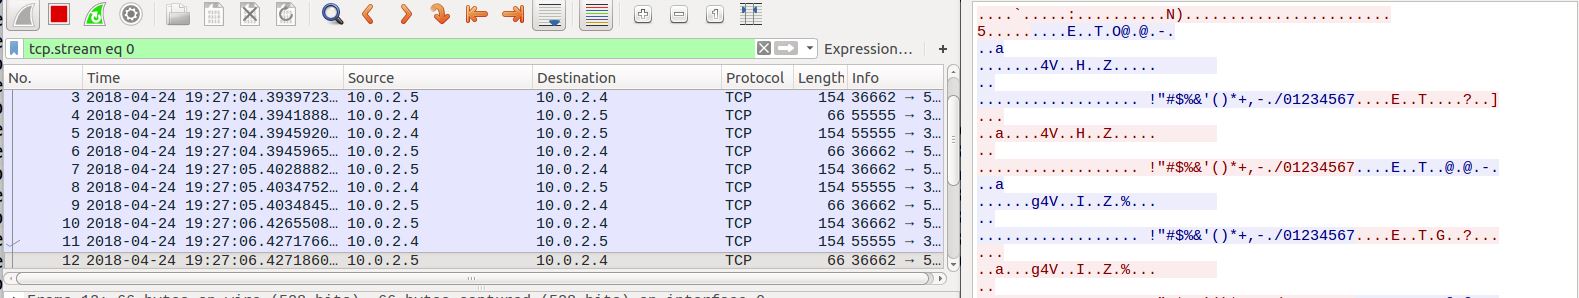 tcp.stream eq 0 Expression… +
No. Time Source Destination Protocol Length Info
3 2018-04-24 19:27:04.3939723… 10.0.2.5 10.0.2.4 TCP 154 36662 → 5…
4 2018-04-24 19:27:04.3941888… 10.0.2.4 10.0.2.5 TCP 66 55555 → 3…
5 2018-04-24 19:27:04.3945920… 10.0.2.4 10.0.2.5 TCP 154 55555 → 3…
6 2018-04-24 19:27:04.3945965… 10.0.2.5 10.0.2.4 TCP 66 36662 → 5…
7 2018-04-24 19:27:05.4028882… 10.0.2.5 10.0.2.4 TCP 154 36662 → 5…
8 2018-04-24 19:27:05.4034752… 10.0.2.4 10.0.2.5 TCP 154 55555 → 3…
9 2018-04-24 19:27:05.4034845… 10.0.2.5 10.0.2.4 TCP 66 36662 → 5…
10 2018-04-24 19:27:06.4265508… 10.0.2.5 10.0.2.4 TCP 154 36662 → 5…
11 2018-04-24 19:27:06.4271766… 10.0.2.4 10.0.2.5 TCP 154 55555 → 3…
12 2018-04-24 19:27:06.4271860… 10.0.2.5 10.0.2.4 TCP 66 36662 → 5…
....`.....:..........N).......................
5.........E..T.O@.@.-.
..a
.......4V..H..Z.....
..
.................. !"#$%&'()*+,-./01234567....E..T....?..]
...
..a....4V..H..Z.....
..
.................. !"#$%&'()*+,-./01234567....E..T..@.@.-.
..a
......g4V..I..Z.%...
..
.................. !"#$%&'()*+,-./01234567....E..T.G..?...
...
..a...g4V..I..Z.%...
..